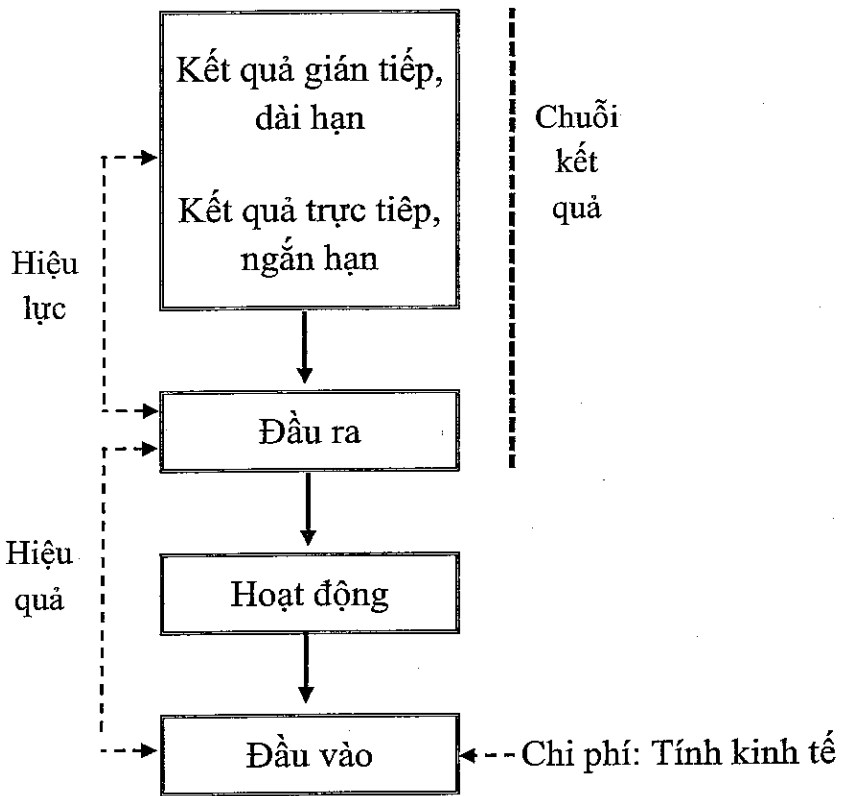 Kết quả gián tiếp,
dài hạn
Kết quả trực tiêp,
ngắn hạn
Chuỗi
kết
quả
Hiệu
lực
Đầu ra
Hiệu
quả
Hoạt động
Đầu vào
Chi phí: Tính kinh tế